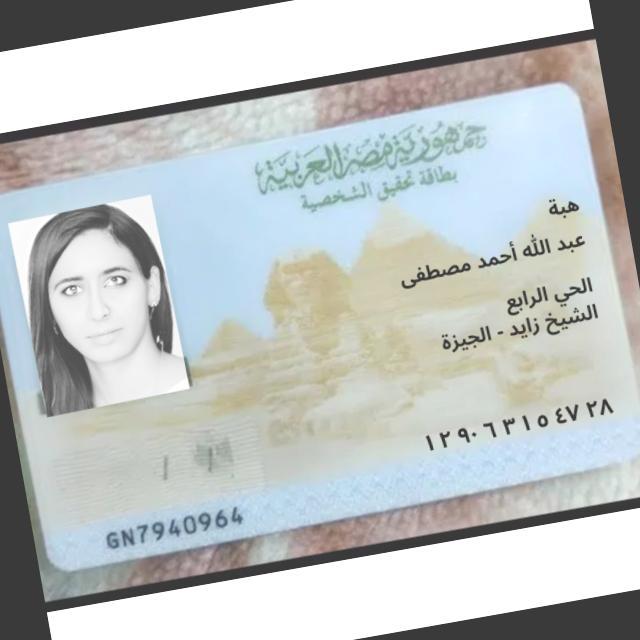 جمهورية مصر العربية
بطاقة تحقيق الشخصية
هبة
عبد الله أحمد مصطفى
الحي الرابع
الشيخ زايد - الجيزة
١٢٩٠٦٣١٥٤٧٢٨
GN7940964